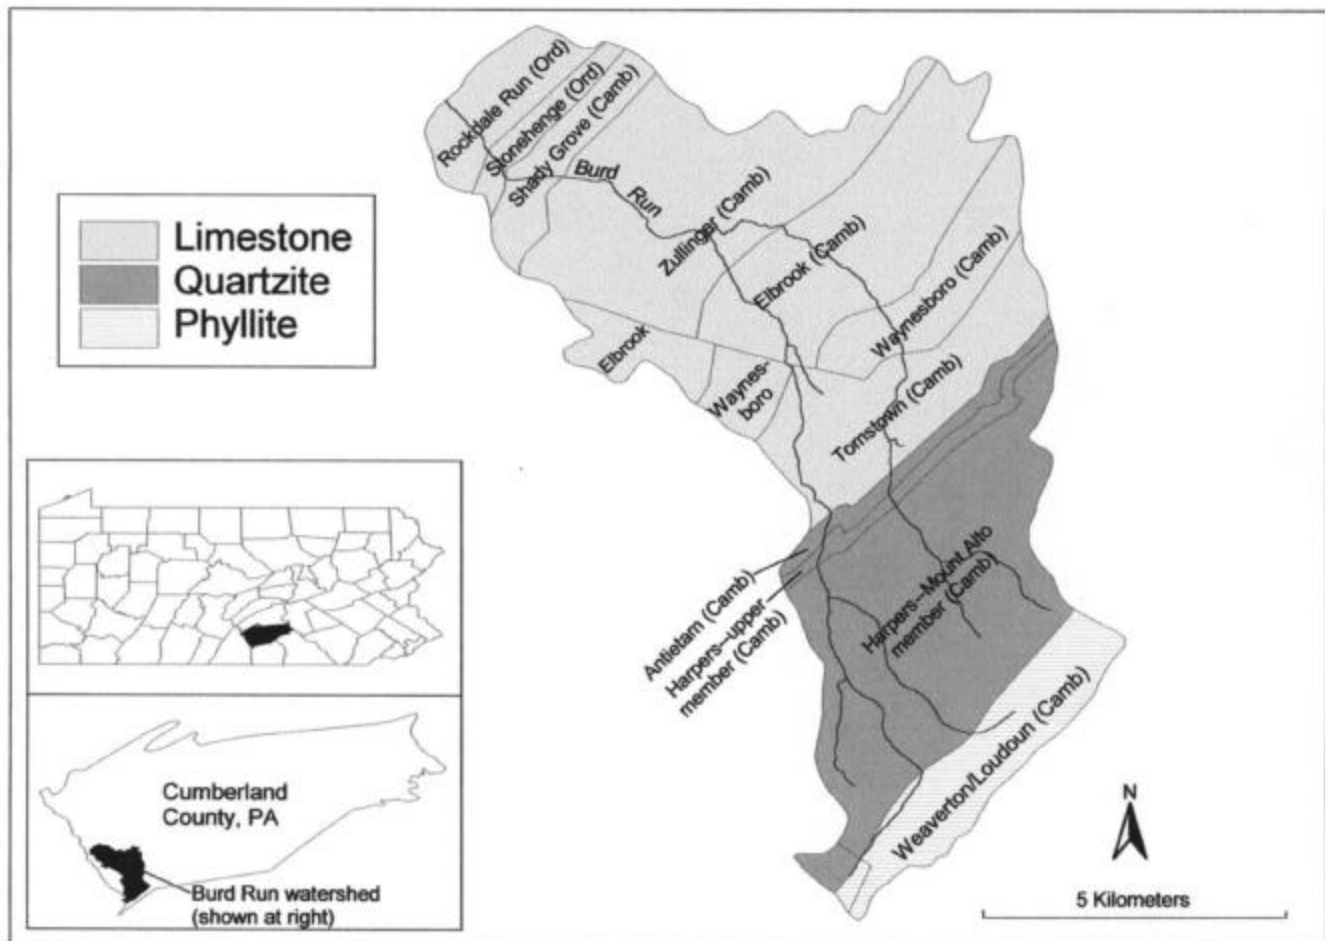 Rockdale Run (Ord)
Stonehenge (Ord)
Shady Grove (Camb)
Burd
Run
Zullinger (Camb)
Elbrook (Camb)
Waynesboro (Camb)
Elbrook
Waynes-
boro
Tomstown (Camb)
Antietam (Camb)
Harpers--upper
member (Camb)
Harpers--Mount Alto
member (Camb)
Weaverton/Loudoun (Camb)
Limestone
Quartzite
Phyllite
Cumberland
County, PA
Burd Run watershed
(shown at right)
N
5 Kilometers